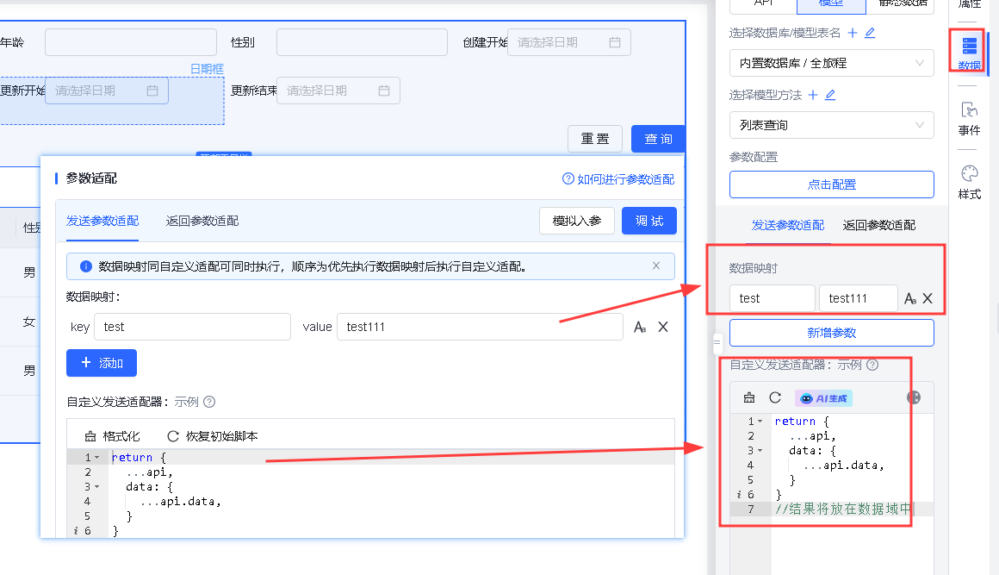 API 模型 静态数据 属性
年龄 性别 创建开始 请选择日期
选择数据库/模型表名
日期框
内置数据库 / 全旅程
数据
更新开始 请选择日期 更新结束 请选择日期
选择模型方法
列表查询
事件
重置 查询
参数配置
点击配置
样式
参数适配 如何进行参数适配
发送参数适配 返回参数适配 模拟入参 调试
发送参数适配 返回参数适配
性别
男
女
男
数据映射同自定义适配可同时执行，顺序为优先执行数据映射后执行自定义适配。
数据映射：
key test value test111
添加
自定义发送适配器：示例
格式化 恢复初始脚本
1 return {
2 ...api,
3 data: {
4 ...api.data,
5 }
i 6 }
数据映射
test test111
新增参数
自定义发送适配器：示例
AI生成
1 return {
2 ...api,
3 data: {
4 ...api.data,
5 }
i 6 }
7 //结果将放在数据域中